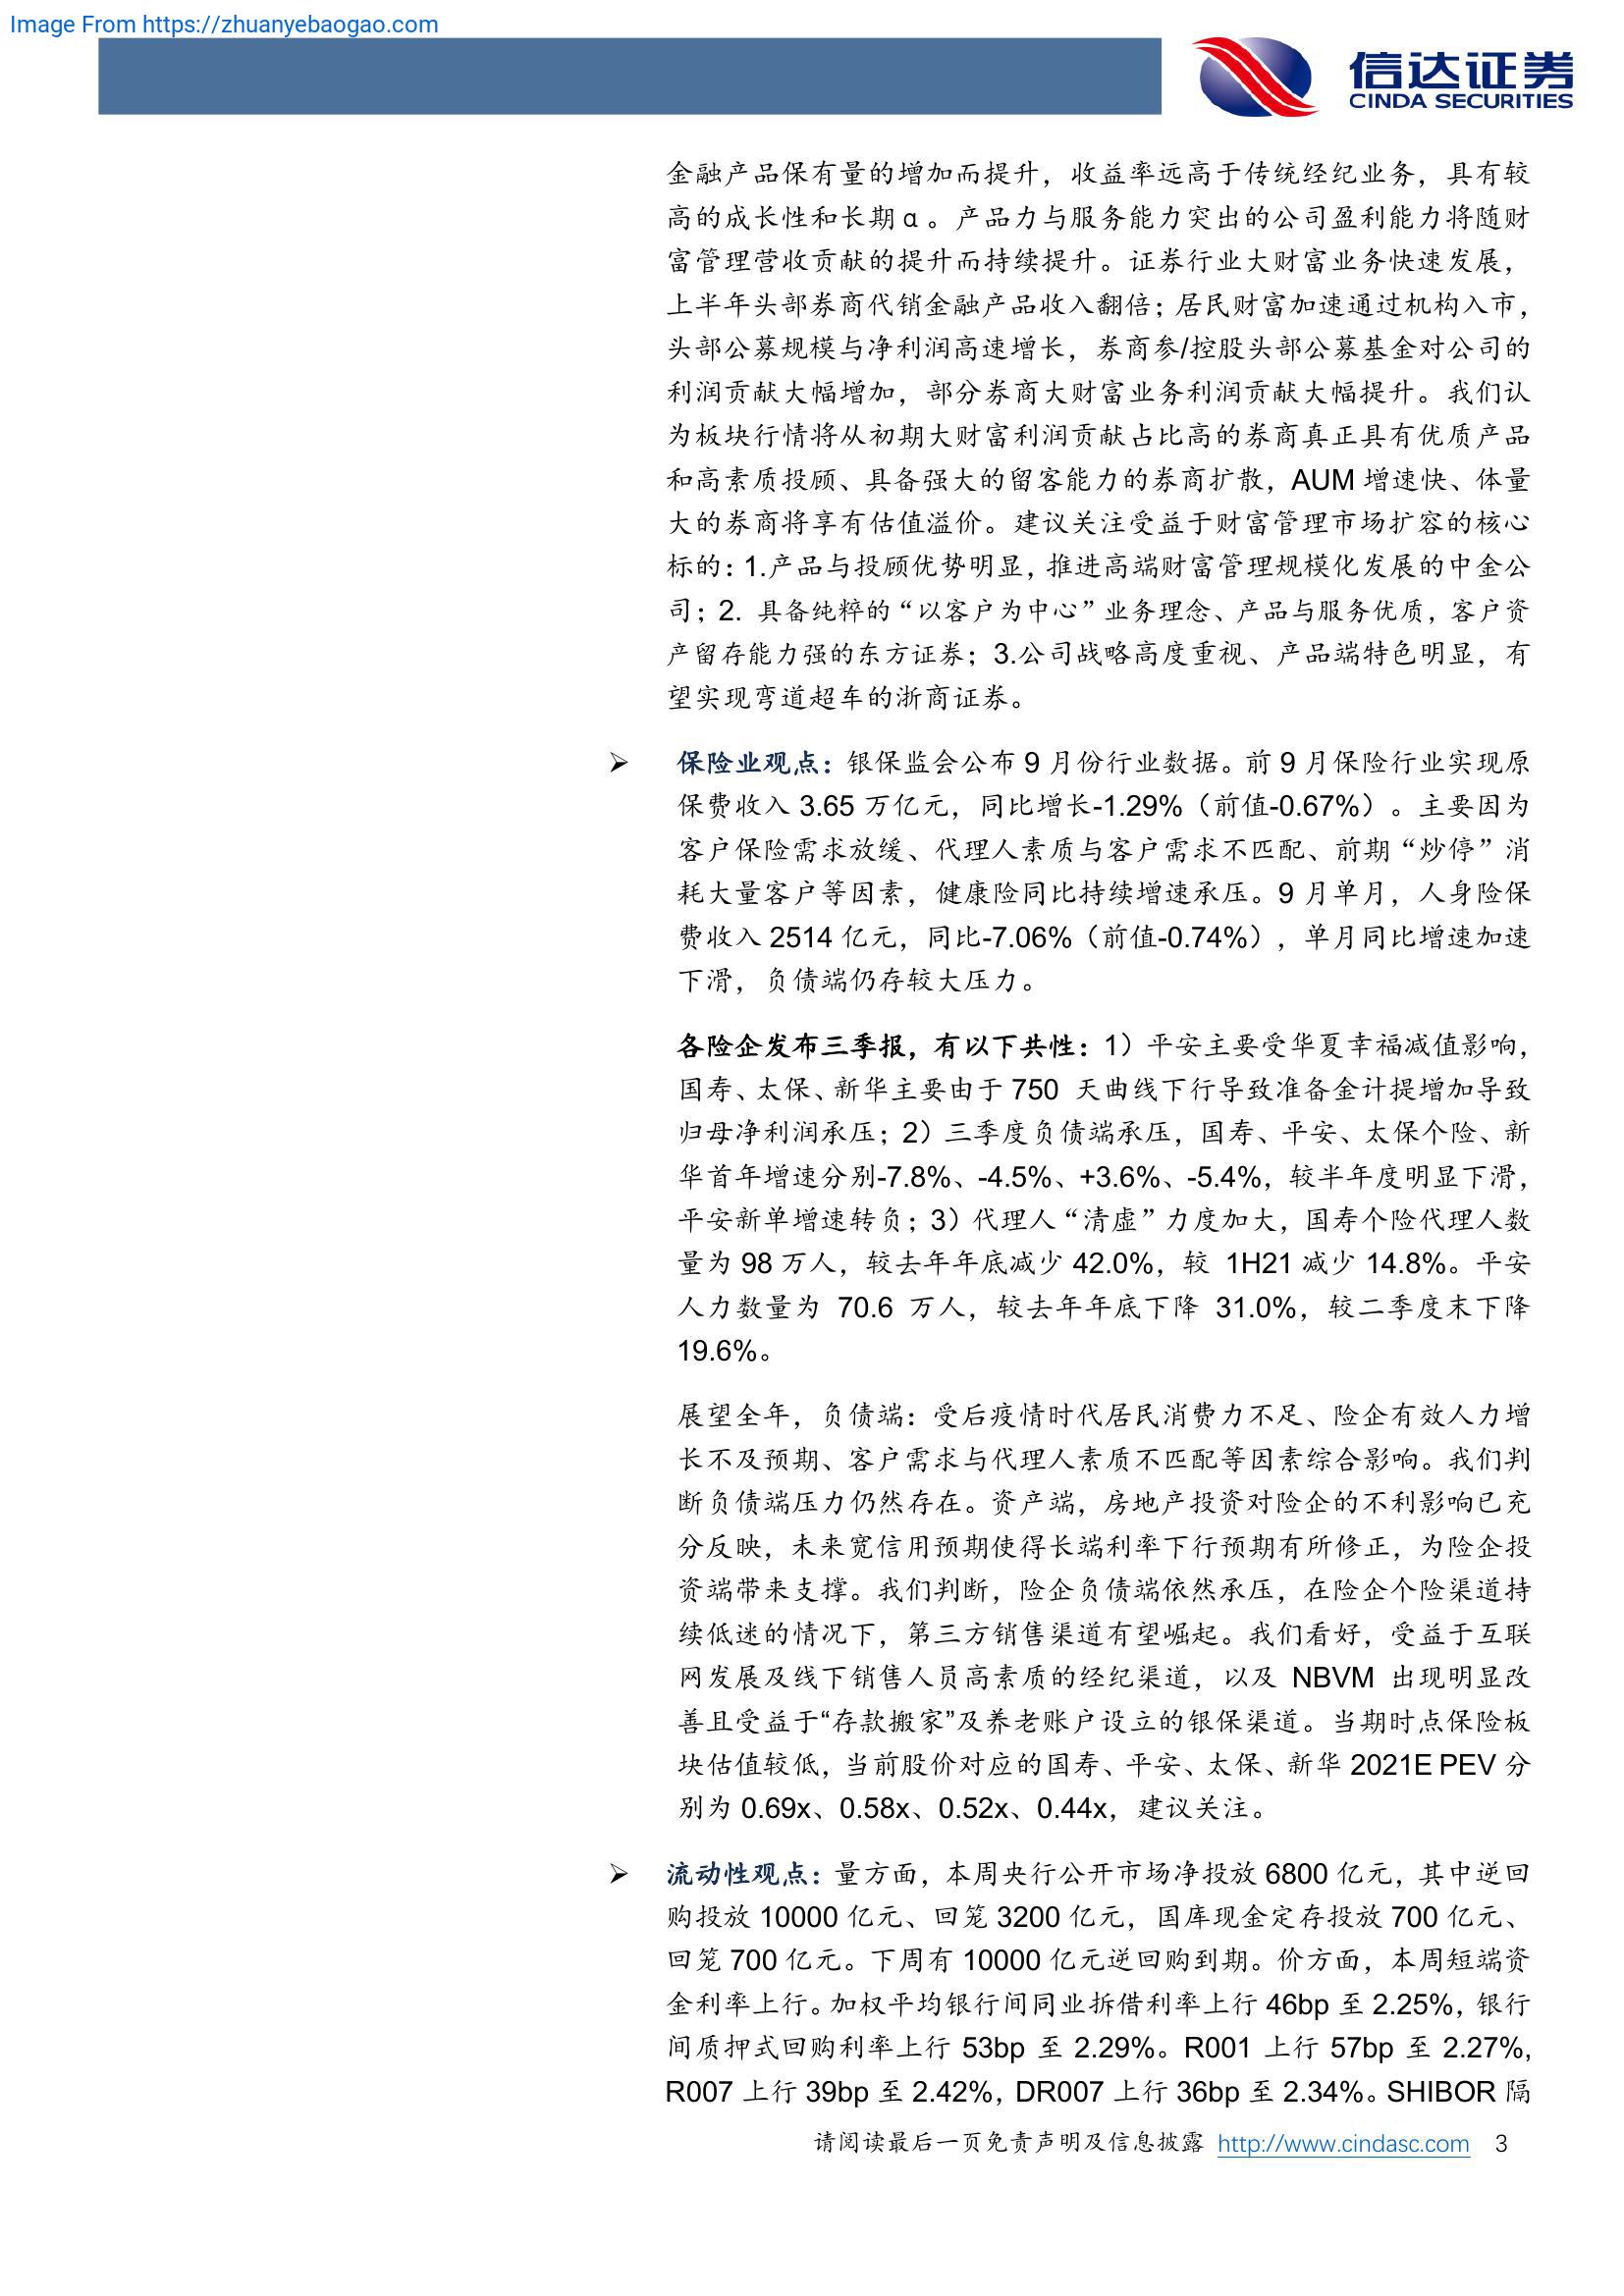 Image From https://zhuanyebaogao.com
信达证券
CINDA SECURITIES
金融产品保有量的增加而提升，收益率远高于传统经纪业务，具有较
高的成长性和长期α。产品力与服务能力突出的公司盈利能力将随财
富管理营收贡献的提升而持续提升。证券行业大财富业务快速发展，
上半年头部券商代销金融产品收入翻倍；居民财富加速通过机构入市，
头部公募规模与净利润高速增长，券商参/控股头部公募基金对公司的
利润贡献大幅增加，部分券商大财富业务利润贡献大幅提升。我们认
为板块行情将从初期大财富利润贡献占比高的券商真正具有优质产品
和高素质投顾、具备强大的留客能力的券商扩散，AUM 增速快、体量
大的券商将享有估值溢价。建议关注受益于财富管理市场扩容的核心
标的：1.产品与投顾优势明显，推进高端财富管理规模化发展的中金公
司；2. 具备纯粹的“以客户为中心”业务理念、产品与服务优质，客户资
产留存能力强的东方证券；3.公司战略高度重视、产品端特色明显，有
望实现弯道超车的浙商证券。
➢ 保险业观点：银保监会公布 9 月份行业数据。前 9 月保险行业实现原
保费收入 3.65 万亿元，同比增长-1.29%（前值-0.67%）。主要因为
客户保险需求放缓、代理人素质与客户需求不匹配、前期“炒停”消
耗大量客户等因素，健康险同比持续增速承压。9 月单月，人身险保
费收入 2514 亿元，同比-7.06%（前值-0.74%），单月同比增速加速
下滑，负债端仍存较大压力。
各险企发布三季报，有以下共性：1）平安主要受华夏幸福减值影响，
国寿、太保、新华主要由于 750 天曲线下行导致准备金计提增加导致
归母净利润承压；2）三季度负债端承压，国寿、平安、太保个险、新
华首年增速分别-7.8%、-4.5%、+3.6%、-5.4%，较半年度明显下滑，
平安新单增速转负；3）代理人“清虚”力度加大，国寿个险代理人数
量为 98 万人，较去年年底减少 42.0%，较 1H21 减少 14.8%。平安
人力数量为 70.6 万人，较去年年底下降 31.0%，较二季度末下降
19.6%。
展望全年，负债端：受后疫情时代居民消费力不足、险企有效人力增
长不及预期、客户需求与代理人素质不匹配等因素综合影响。我们判
断负债端压力仍然存在。资产端，房地产投资对险企的不利影响已充
分反映，未来宽信用预期使得长端利率下行预期有所修正，为险企投
资端带来支撑。我们判断，险企负债端依然承压，在险企个险渠道持
续低迷的情况下，第三方销售渠道有望崛起。我们看好，受益于互联
网发展及线下销售人员高素质的经纪渠道，以及 NBVM 出现明显改
善且受益于“存款搬家”及养老账户设立的银保渠道。当期时点保险板
块估值较低，当前股价对应的国寿、平安、太保、新华 2021E PEV 分
别为 0.69x、0.58x、0.52x、0.44x，建议关注。
➢ 流动性观点：量方面，本周央行公开市场净投放 6800 亿元，其中逆回
购投放 10000 亿元、回笼 3200 亿元，国库现金定存投放 700 亿元、
回笼 700 亿元。下周有 10000 亿元逆回购到期。价方面，本周短端资
金利率上行。加权平均银行间同业拆借利率上行 46bp 至 2.25%，银行
间质押式回购利率上行 53bp 至 2.29%。R001 上行 57bp 至 2.27%,
R007 上行 39bp 至 2.42%，DR007 上行 36bp 至 2.34%。SHIBOR 隔
请阅读最后一页免责声明及信息披露 http://www.cindasc.com 3